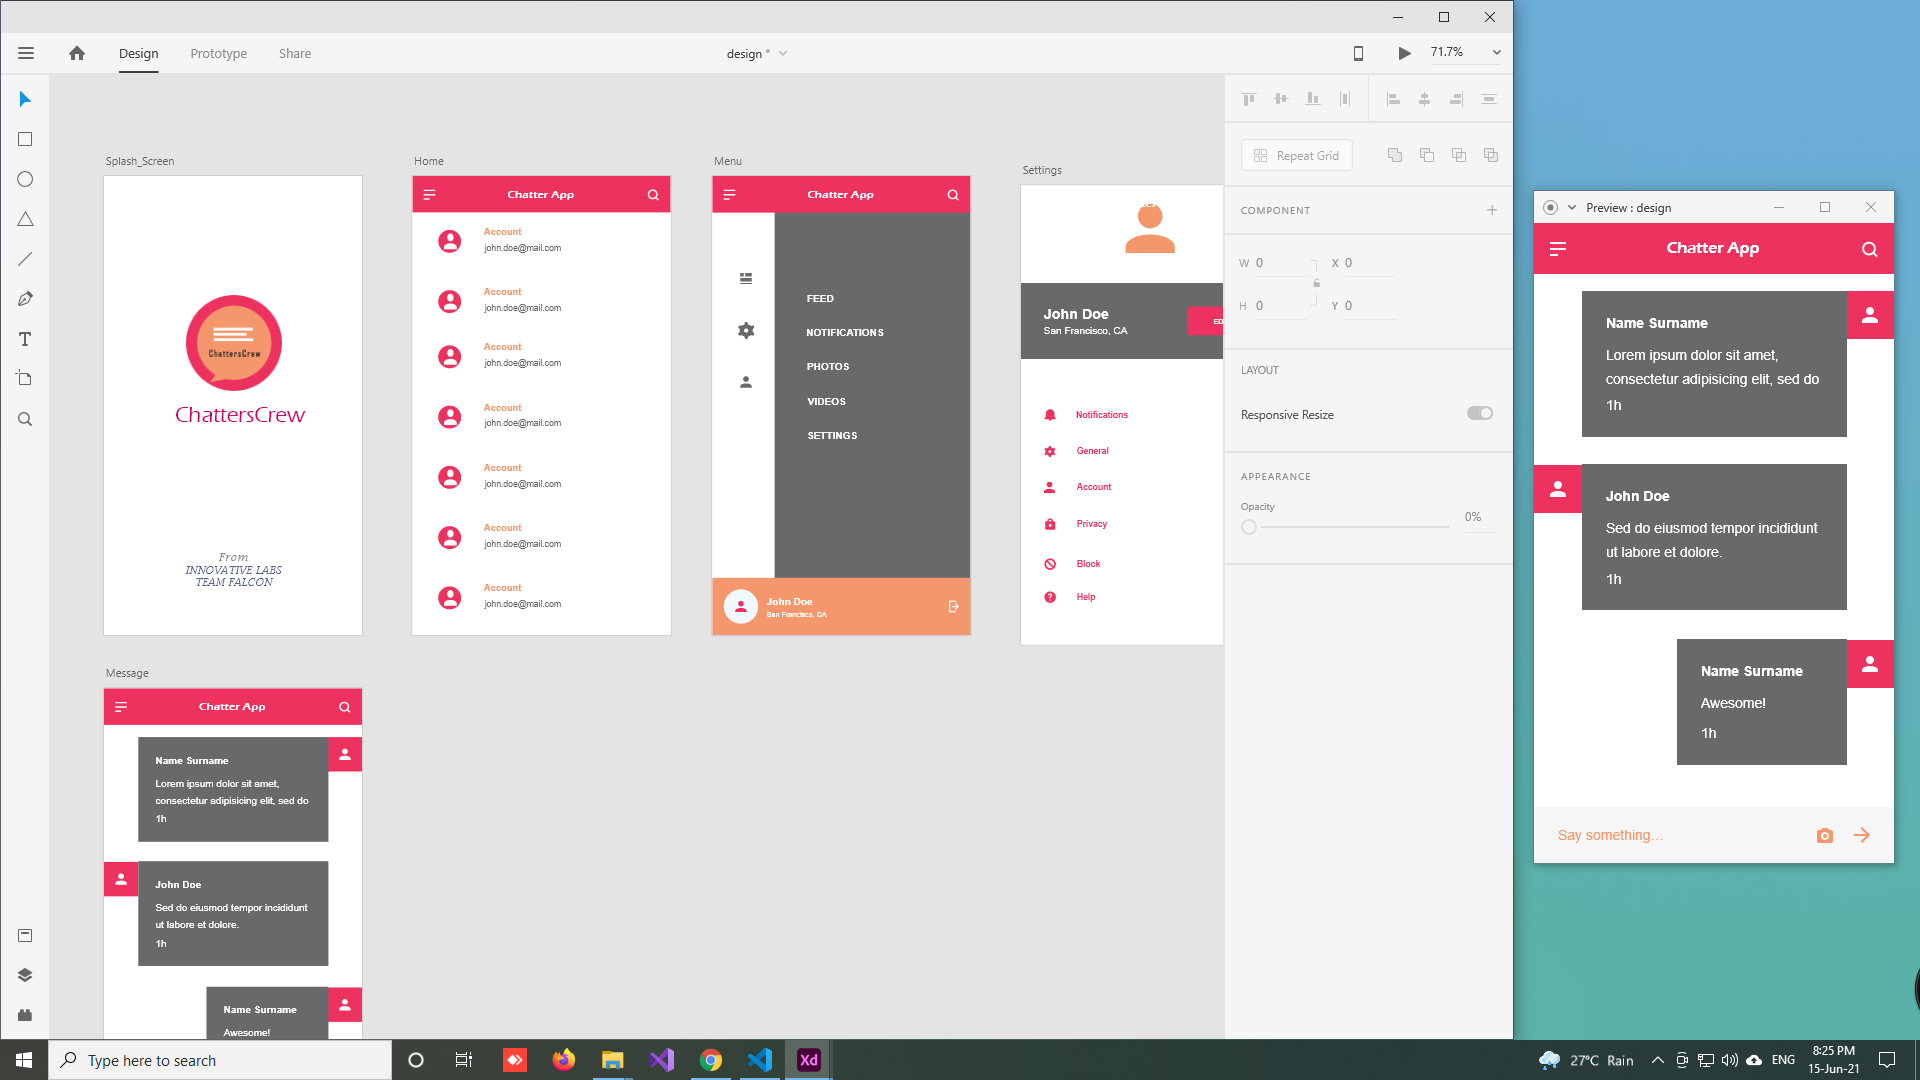 Design
Prototype
Share
design *
71.7%
Splash_Screen
ChattersCrew
ChattersCrew
From
INNOVATIVE LABS
TEAM FALCON
Home
Chatter App
Account
john.doe@mail.com
Account
john.doe@mail.com
Account
john.doe@mail.com
Account
john.doe@mail.com
Account
john.doe@mail.com
Account
john.doe@mail.com
Account
john.doe@mail.com
Menu
Chatter App
FEED
NOTIFICATIONS
PHOTOS
VIDEOS
SETTINGS
John Doe
San Francisco, CA
Settings
John Doe
San Francisco, CA
ED
Notifications
General
Account
Privacy
Block
Help
Message
Chatter App
Name Surname
Lorem ipsum dolor sit amet,
consectetur adipisicing elit, sed do
1h
John Doe
Sed do eiusmod tempor incididunt
ut labore et dolore.
1h
Name Surname
Awesome!
Repeat Grid
COMPONENT
W 0
X 0
H 0
Y 0
LAYOUT
Responsive Resize
APPEARANCE
Opacity
0%
Preview : design
Chatter App
Name Surname
Lorem ipsum dolor sit amet,
consectetur adipisicing elit, sed do
1h
John Doe
Sed do eiusmod tempor incididunt
ut labore et dolore.
1h
Name Surname
Awesome!
1h
Say something...
Type here to search
Xd
27°C Rain
ENG
8:25 PM
15-Jun-21